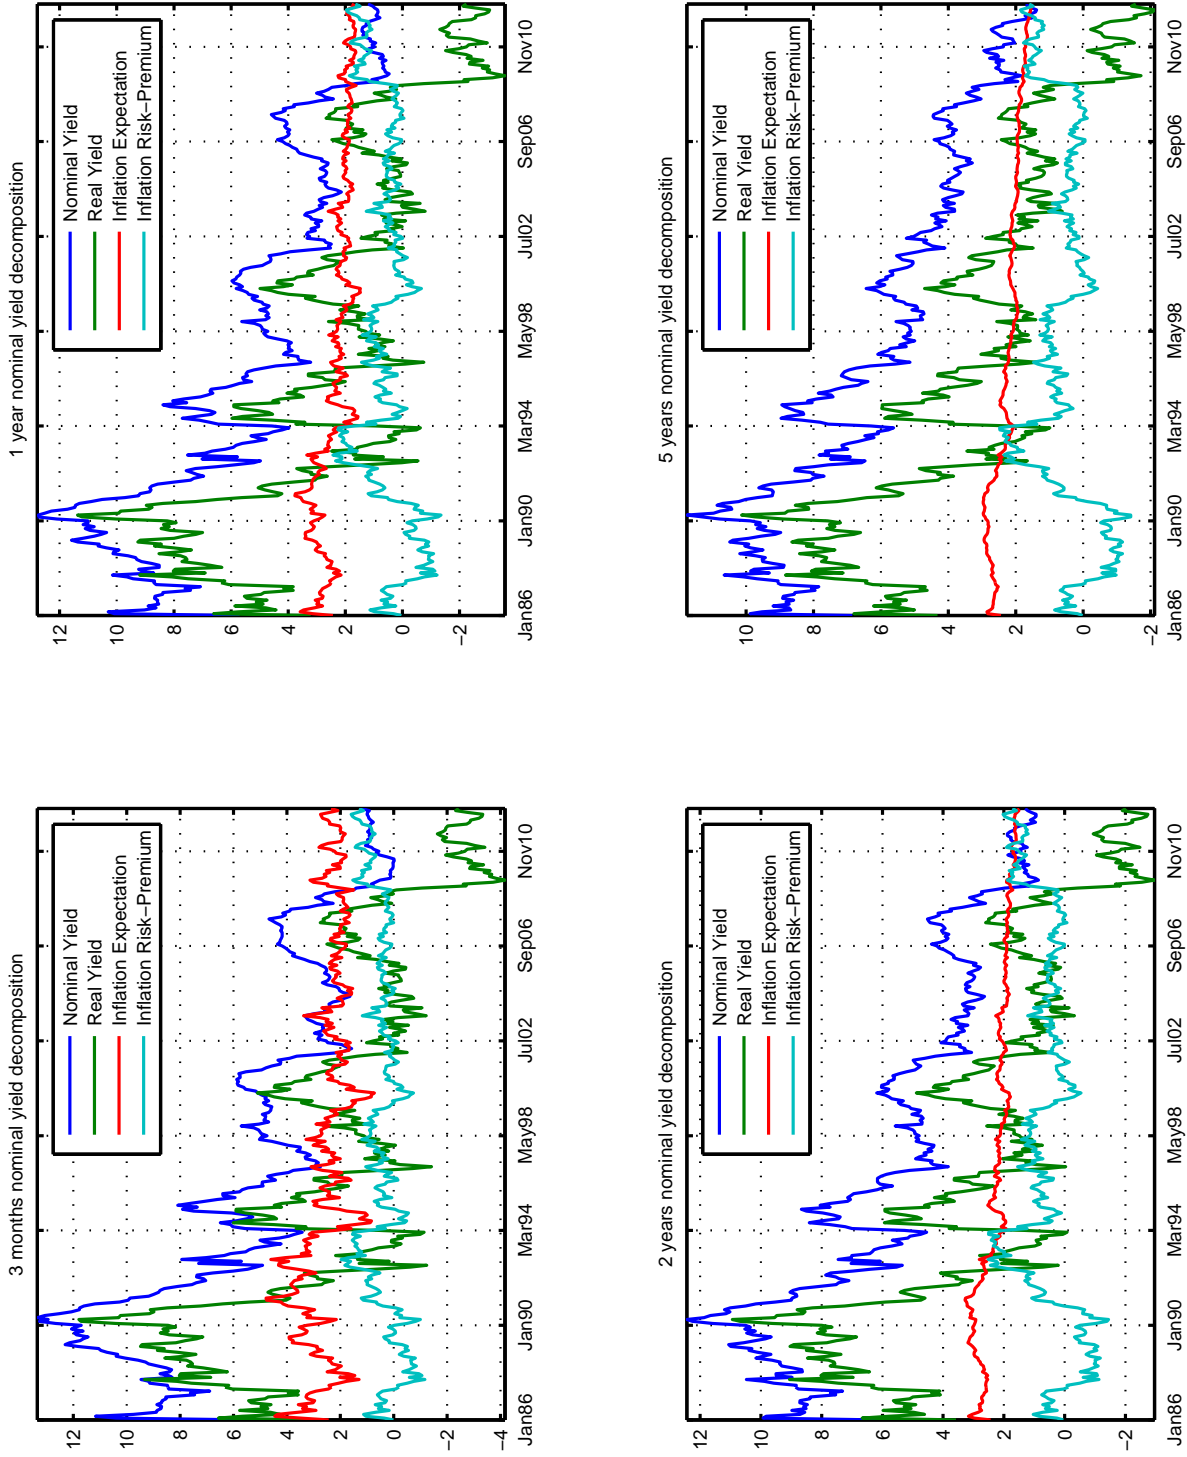 3 months nominal yield decomposition
Nominal Yield
Real Yield
Inflation Expectation
Inflation Risk−Premium
12
10
8
6
4
2
0
−2
−4
Jan86
Jan90
Mar94
May98
Jul02
Sep06
Nov10
1 year nominal yield decomposition
Nominal Yield
Real Yield
Inflation Expectation
Inflation Risk−Premium
12
10
8
6
4
2
0
−2
Jan86
Jan90
Mar94
May98
Jul02
Sep06
Nov10
2 years nominal yield decomposition
Nominal Yield
Real Yield
Inflation Expectation
Inflation Risk−Premium
12
10
8
6
4
2
0
−2
Jan86
Jan90
Mar94
May98
Jul02
Sep06
Nov10
5 years nominal yield decomposition
Nominal Yield
Real Yield
Inflation Expectation
Inflation Risk−Premium
10
8
6
4
2
0
−2
Jan86
Jan90
Mar94
May98
Jul02
Sep06
Nov10